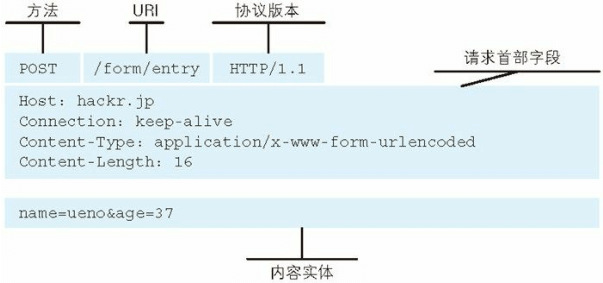 方法 URI 协议版本
POST /form/entry HTTP/1.1
请求首部字段
Host: hackr.jp
Connection: keep-alive
Content-Type: application/x-www-form-urlencoded
Content-Length: 16
name=ueno&age=37
内容实体